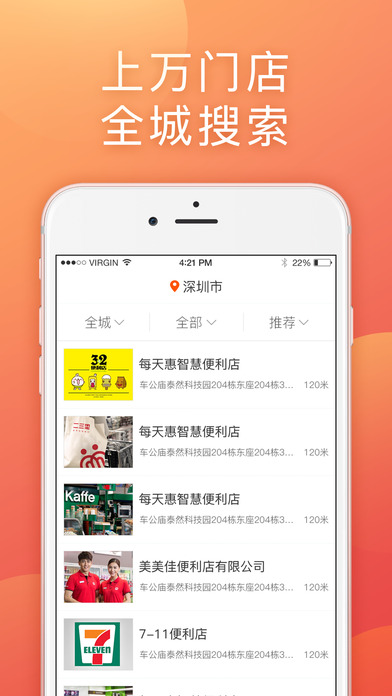 上万门店
全城搜索
VIRGIN 4:21 PM 22%
深圳市
全城 全部 推荐
32
便利店
每天惠智慧便利店
车公庙泰然科技园204栋东座204栋3... 120米
二三里
每天惠智慧便利店
车公庙泰然科技园204栋东座204栋3... 120米
Kaffe
每天惠智慧便利店
车公庙泰然科技园204栋东座204栋3... 120米
美美佳便利店有限公司
车公庙泰然科技园204栋东座204栋3... 120米
7-ELEVEN
7-11便利店
车公庙泰然科技园204栋东座204栋3... 120米